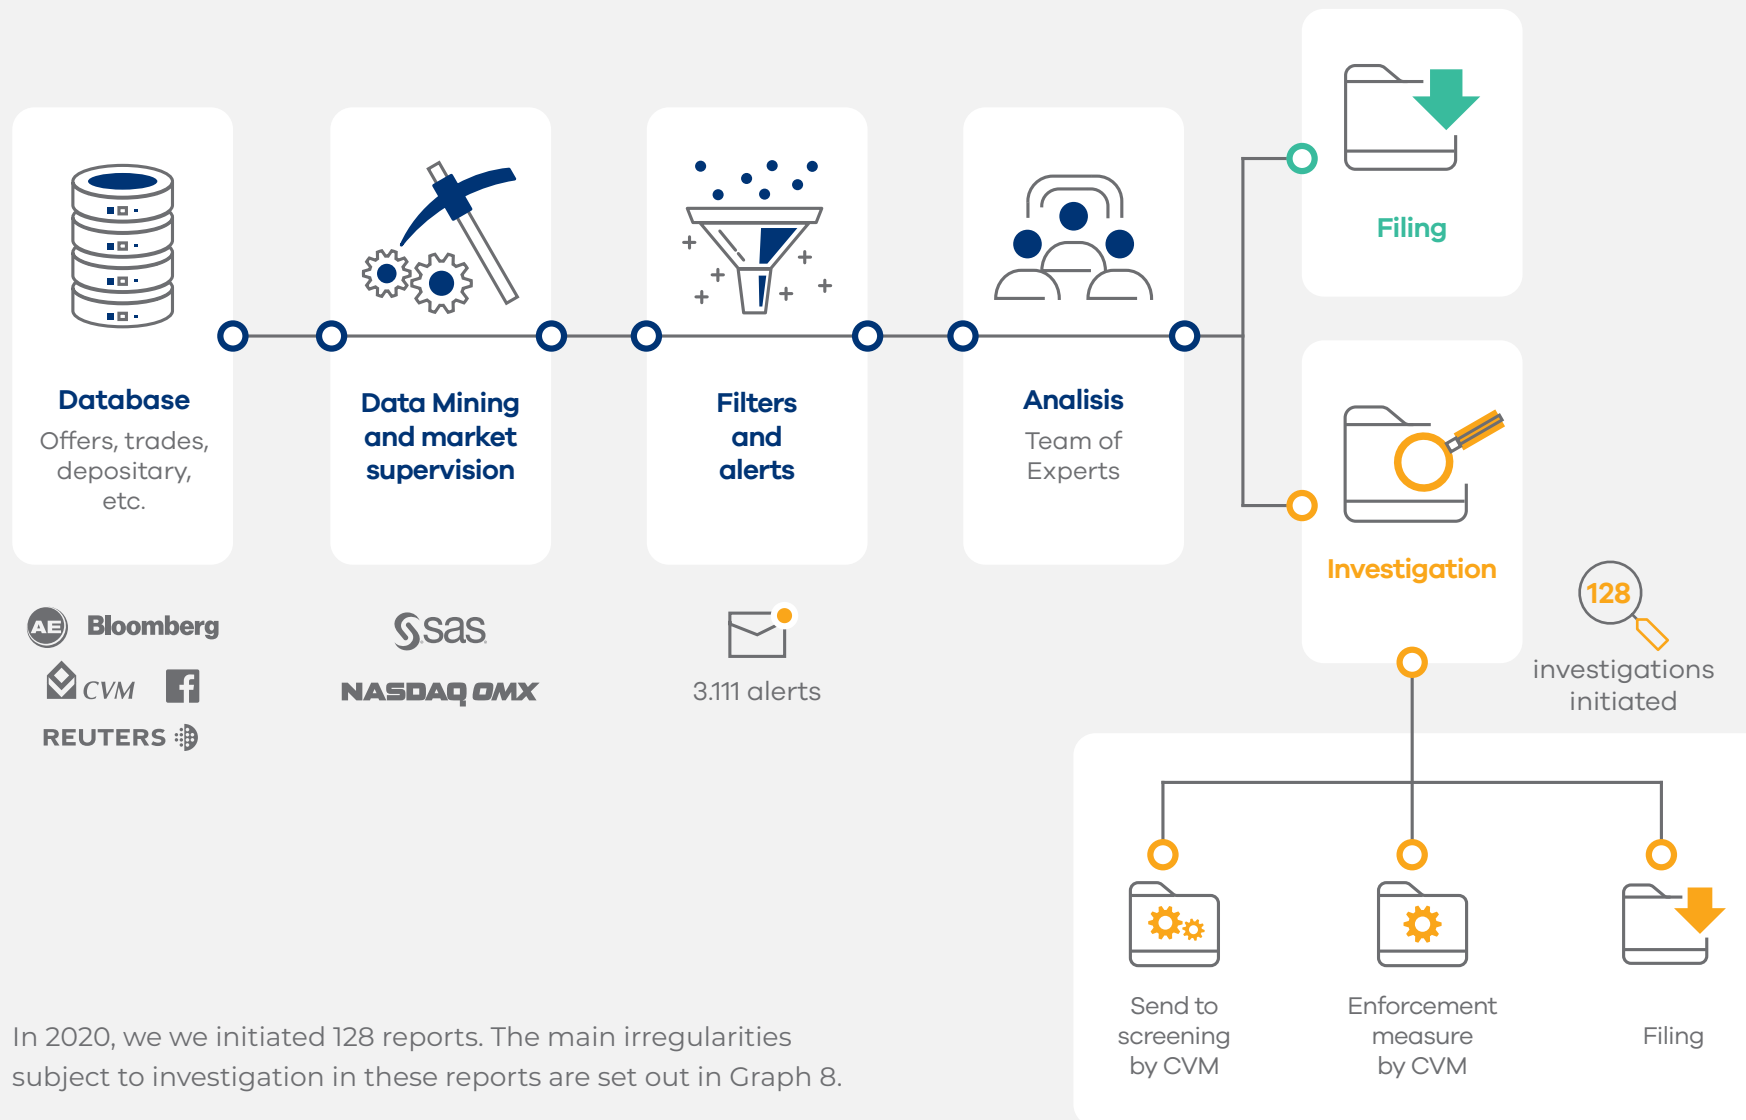 Database
Offers, trades,
depositary,
etc.
Data Mining
and market
supervision
Filters
and
alerts
Analisis
Team of
Experts
Filing
Investigation
128
investigations
initiated
AE
Bloomberg
CVM
f
REUTERS
sas
NASDAQ OMX
3.111 alerts
Send to
screening
by CVM
Enforcement
measure
by CVM
Filing
In 2020, we we initiated 128 reports. The main irregularities
subject to investigation in these reports are set out in Graph 8.